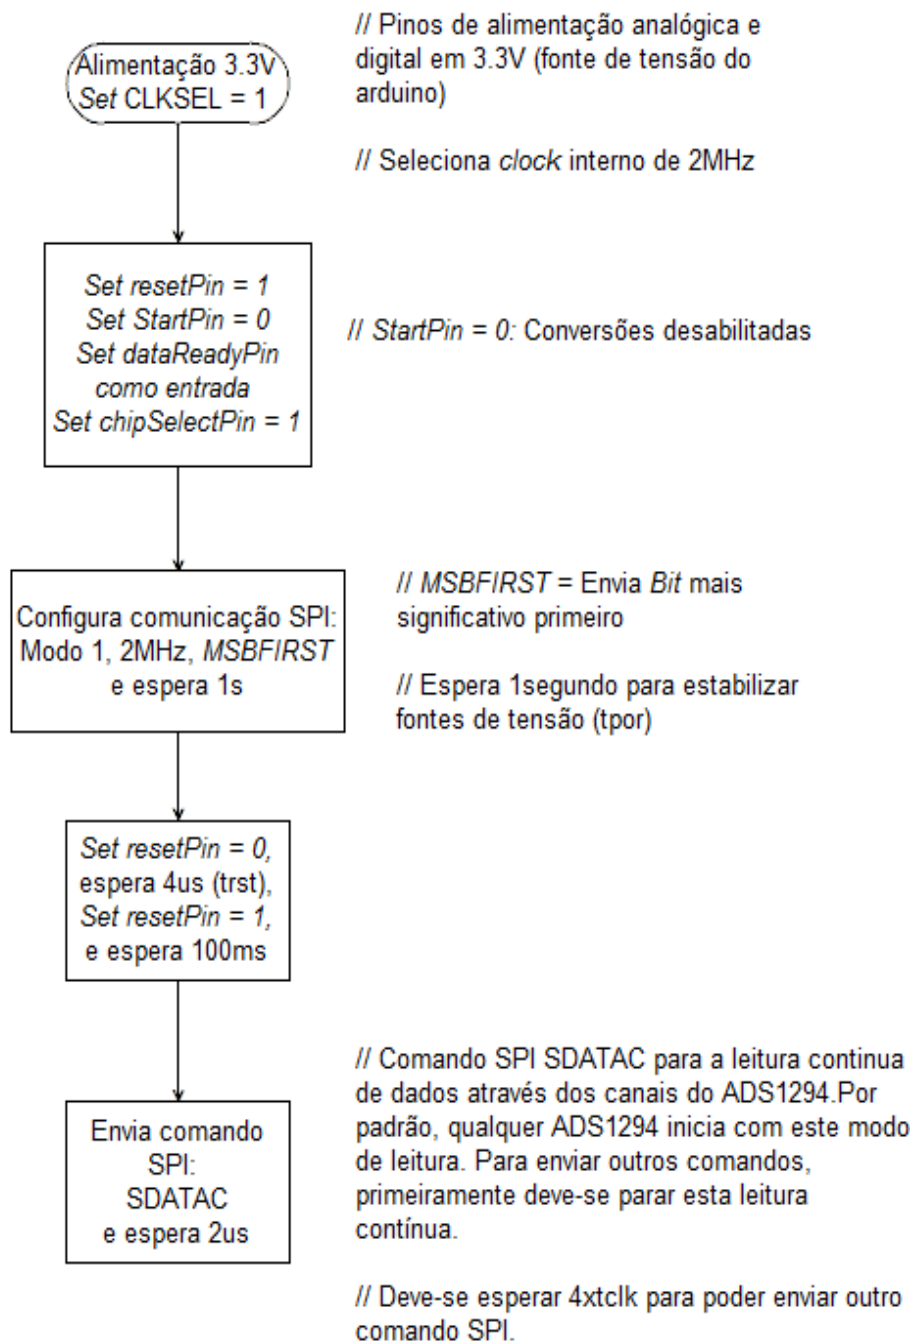 Alimentação 3.3V
Set CLKSEL = 1
// Pinos de alimentação analógica e
digital em 3.3V (fonte de tensão do
arduino)
// Seleciona clock interno de 2MHz
Set resetPin = 1
Set StartPin = 0
Set dataReadyPin
como entrada
Set chipSelectPin = 1
// StartPin = 0: Conversões desabilitadas
Configura comunicação SPI:
Modo 1, 2MHz, MSBFIRST
e espera 1s
// MSBFIRST = Envia Bit mais
significativo primeiro
// Espera 1segundo para estabilizar
fontes de tensão (tpor)
Set resetPin = 0,
espera 4us (trst),
Set resetPin = 1,
e espera 100ms
Envia comando
SPI:
SDATAC
e espera 2us
// Comando SPI SDATAC para a leitura continua
de dados através dos canais do ADS1294.Por
padrão, qualquer ADS1294 inicia com este modo
de leitura. Para enviar outros comandos,
primeiramente deve-se parar esta leitura
contínua.
// Deve-se esperar 4xtclk para poder enviar outro
comando SPI.